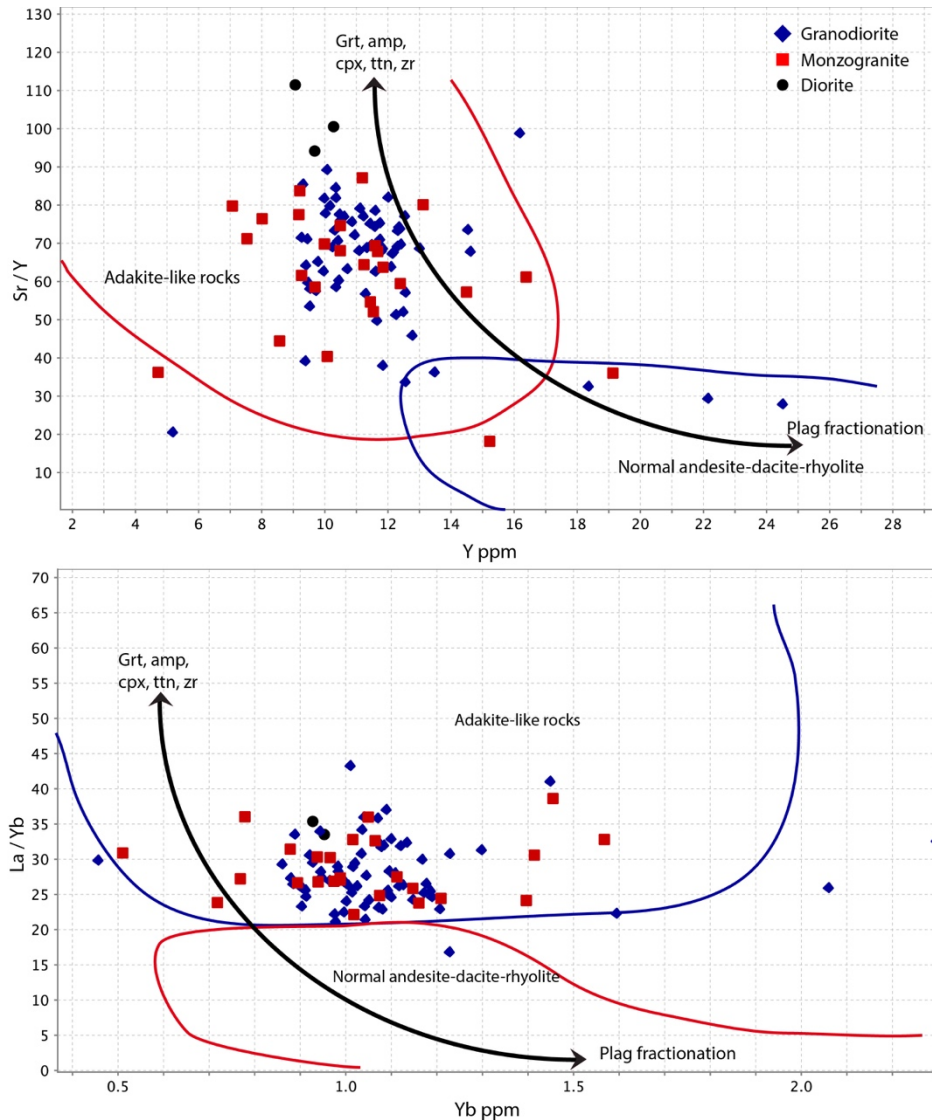 130
120
110
100
90
80
70
60
50
40
30
20
10
Sr / Y
Grt, amp,
cpx, ttn, zr
Granodiorite
Monzogranite
Diorite
Adakite-like rocks
Plag fractionation
Normal andesite-dacite-rhyolite
2 4 6 8 10 12 14 16 18 20 22 24 26 28
Y ppm
70
65
60
55
50
45
40
35
30
25
20
15
10
5
0
La / Yb
Grt, amp,
cpx, ttn, zr
Adakite-like rocks
Normal andesite-dacite-rhyolite
Plag fractionation
0.5 1.0 1.5 2.0
Yb ppm